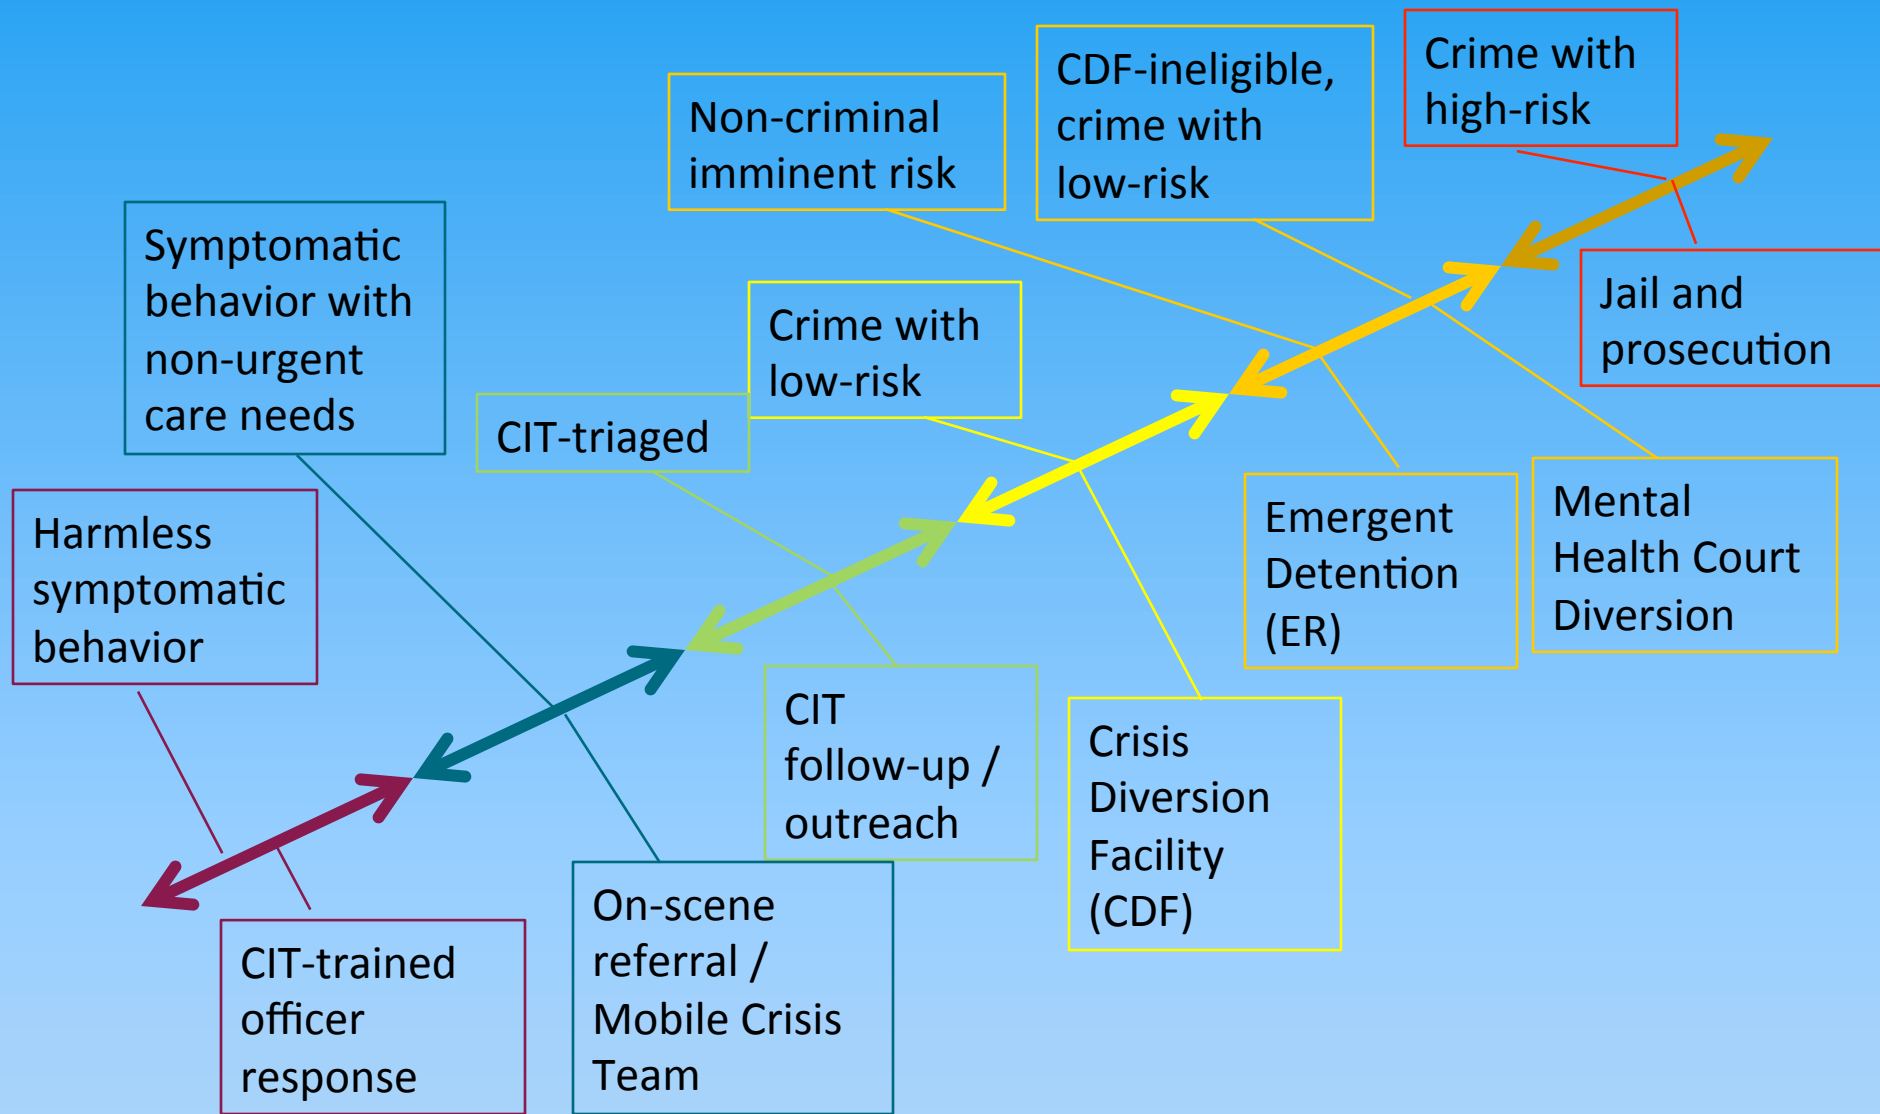 Crime with
high-risk
CDF-ineligible,
crime with
low-risk
Non-criminal
imminent risk
Symptomatic
behavior with
non-urgent
care needs
Jail and
prosecution
Crime with
low-risk
CIT-triaged
Harmless
symptomatic
behavior
Emergent
Detention
(ER)
Mental
Health Court
Diversion
CIT
follow-up /
outreach
Crisis
Diversion
Facility
(CDF)
On-scene
referral /
Mobile Crisis
Team
CIT-trained
officer
response